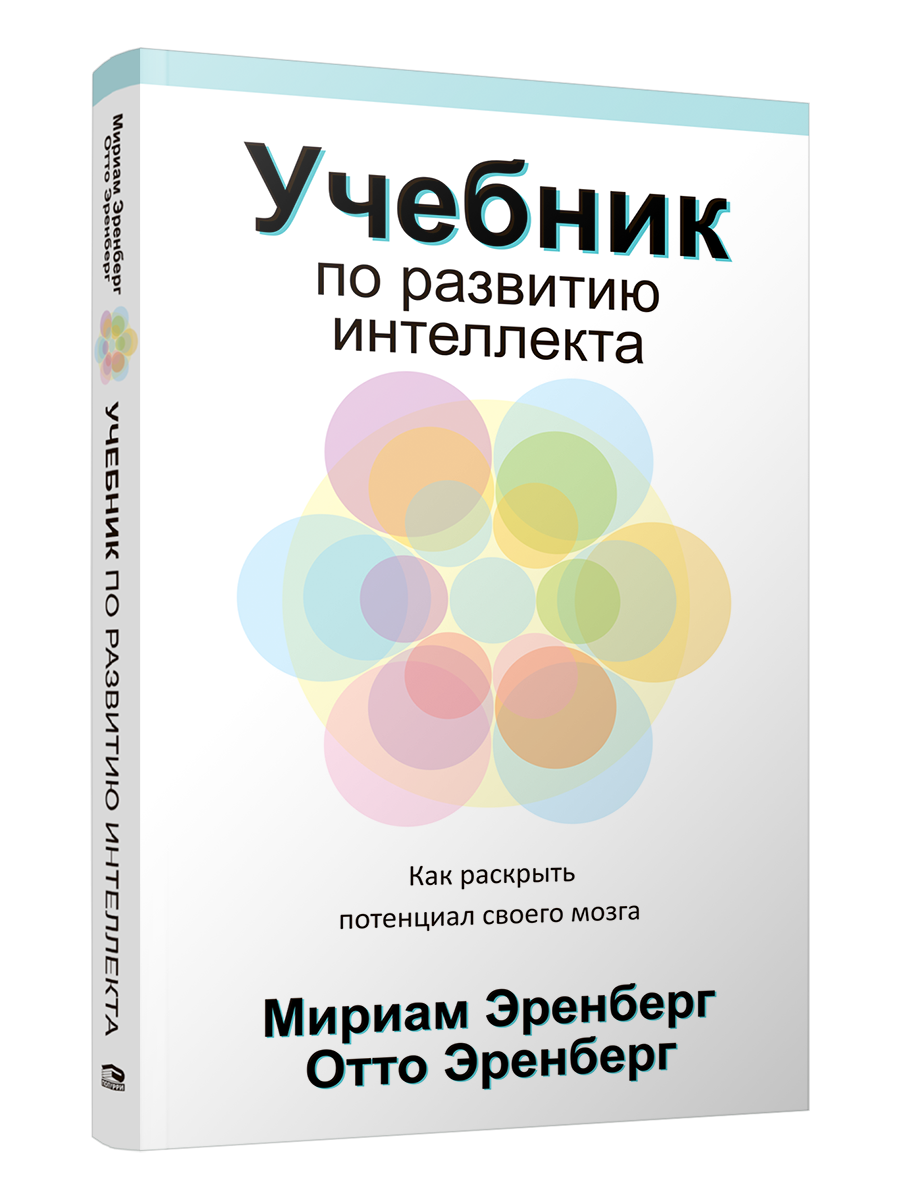 Учебник
по развитию
интеллекта
Как раскрыть
потенциал своего мозга
Мириам Эренберг
Отто Эренберг
Мириам Эренберг
Отто Эренберг
УЧЕБНИК ПО РАЗВИТИЮ ИНТЕЛЛЕКТА
ПОПУРРИ